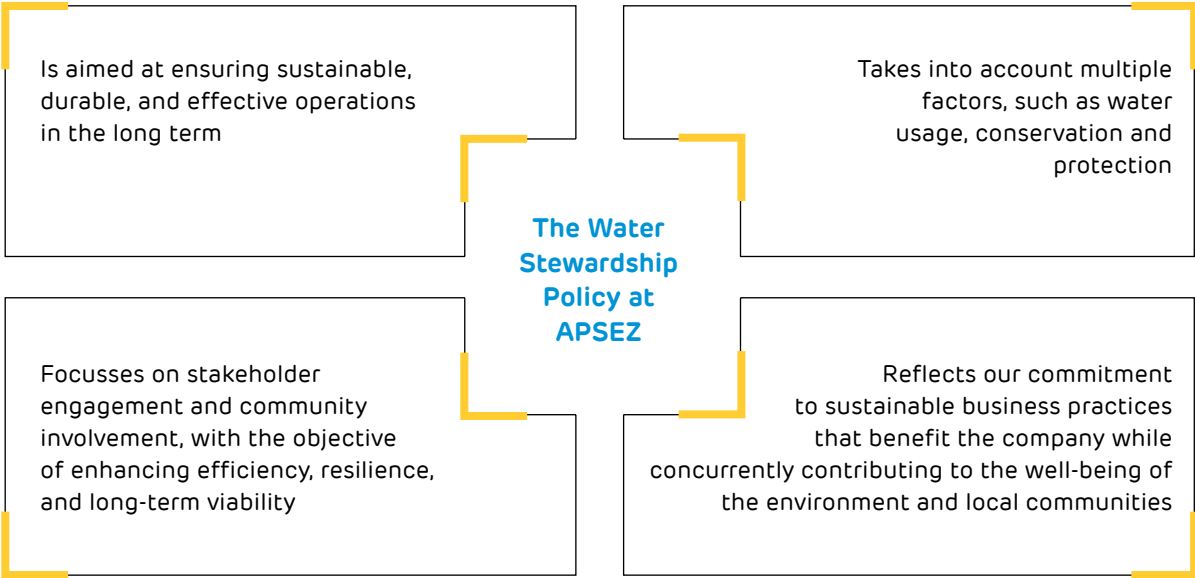 Is aimed at ensuring sustainable,
durable, and effective operations
in the long term
Takes into account multiple
factors, such as water
usage, conservation and
protection
The Water
Stewardship
Policy at
APSEZ
Focusses on stakeholder
engagement and community
involvement, with the objective
of enhancing efficiency, resilience,
and long-term viability
Reflects our commitment
to sustainable business practices
that benefit the company while
concurrently contributing to the well-being of
the environment and local communities